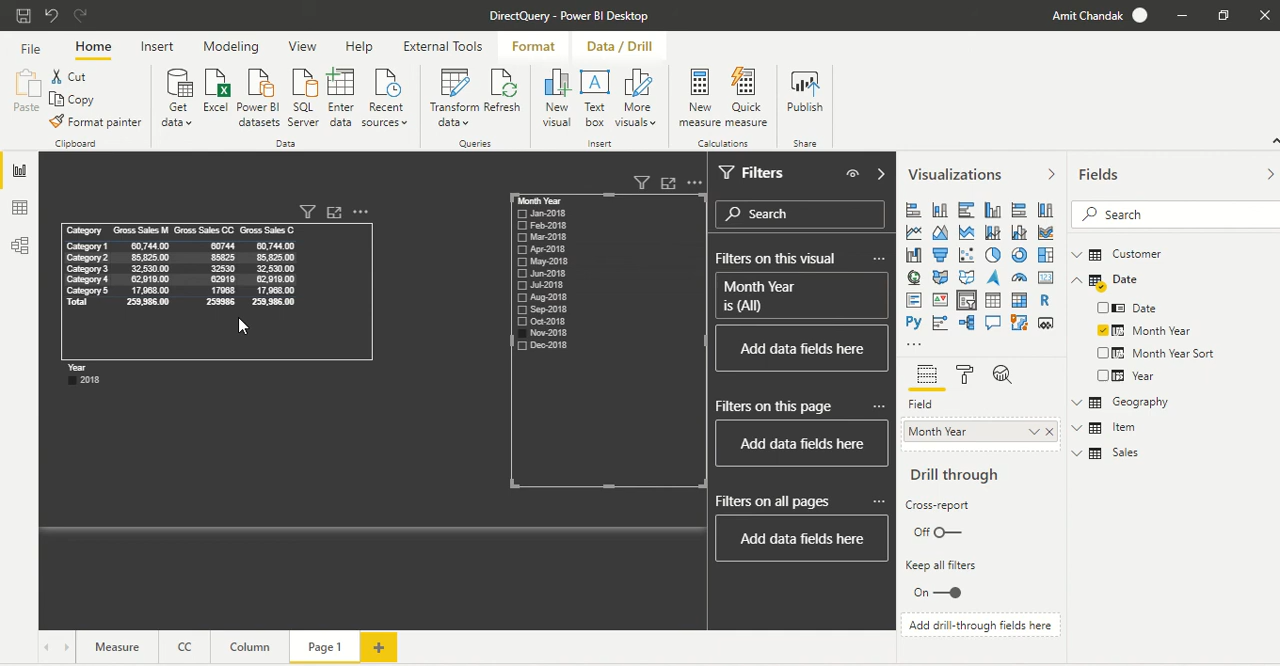 DirectQuery - Power BI Desktop
Amit Chandak
File Home Insert Modeling View Help External Tools Format Data / Drill
Paste
Cut
Copy
Format painter
Clipboard
Get data
Excel
Power BI datasets
SQL Server
Enter data
Recent sources
Data
Transform data
Refresh
Queries
New visual
Text box
More visuals
Insert
New measure
Quick measure
Calculations
Publish
Share
Category Gross Sales M Gross Sales CC Gross Sales C
Category 1 60,744.00 60744 60,744.00
Category 2 85,825.00 85825 85,825.00
Category 3 32,530.00 32530 32,530.00
Category 4 62,919.00 62919 62,919.00
Category 5 17,968.00 17968 17,968.00
Total 259,986.00 259986 259,986.00
Year
2018
Month Year
Jan-2018
Feb-2018
Mar-2018
Apr-2018
May-2018
Jun-2018
Jul-2018
Aug-2018
Sep-2018
Oct-2018
Nov-2018
Dec-2018
Filters
Search
Filters on this visual ...
Month Year
is (All)
Add data fields here
Filters on this page ...
Add data fields here
Filters on all pages ...
Add data fields here
Visualizations
R
Py
...
Field
Month Year
Drill through
Cross-report
Off
Keep all filters
On
Add drill-through fields here
Fields
Search
Customer
Date
Date
Month Year
Month Year Sort
Year
Geography
Item
Sales
Measure CC Column Page 1 +